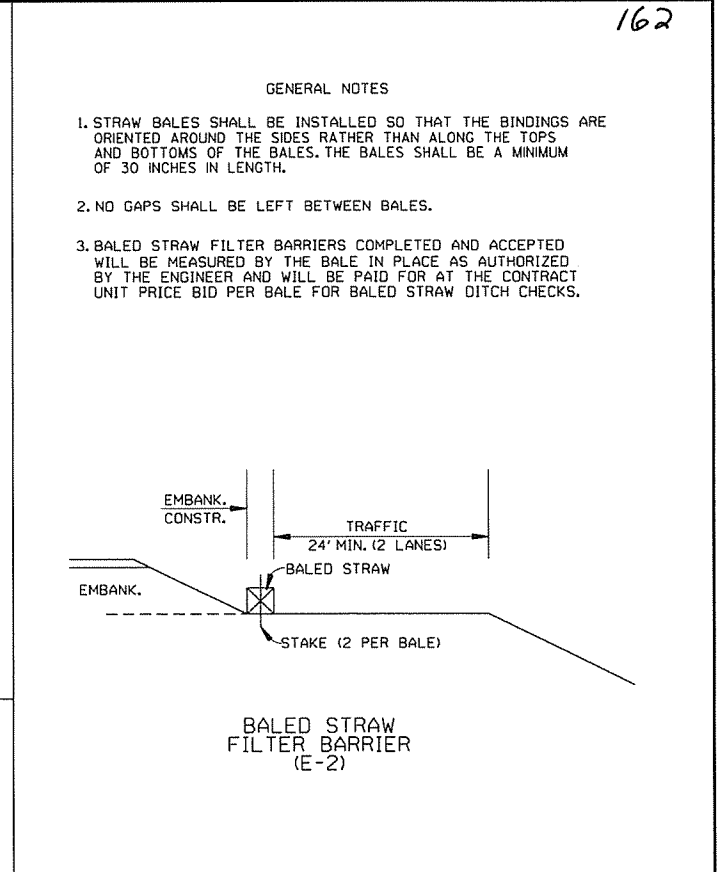 162
GENERAL NOTES
1. STRAW BALES SHALL BE INSTALLED SO THAT THE BINDINGS ARE
ORIENTED AROUND THE SIDES RATHER THAN ALONG THE TOPS
AND BOTTOMS OF THE BALES. THE BALES SHALL BE A MINIMUM
OF 30 INCHES IN LENGTH.
2. NO GAPS SHALL BE LEFT BETWEEN BALES.
3. BALED STRAW FILTER BARRIERS COMPLETED AND ACCEPTED
WILL BE MEASURED BY THE BALE IN PLACE AS AUTHORIZED
BY THE ENGINEER AND WILL BE PAID FOR AT THE CONTRACT
UNIT PRICE BID PER BALE FOR BALED STRAW DITCH CHECKS.
EMBANK.
CONSTR.
TRAFFIC
24' MIN. (2 LANES)
BALED STRAW
EMBANK.
STAKE (2 PER BALE)
BALED STRAW
FILTER BARRIER
(E-2)